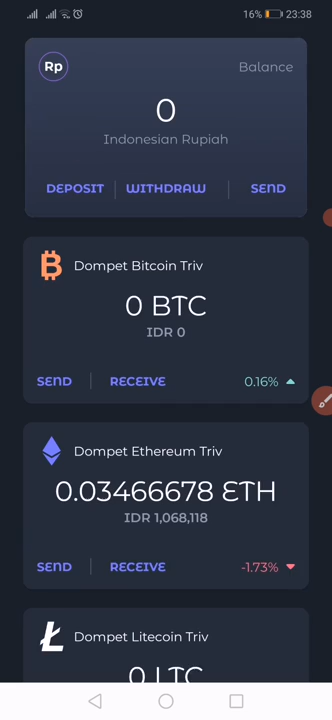 16% 23:38
Rp Balance
0
Indonesian Rupiah
DEPOSIT WITHDRAW SEND
Dompet Bitcoin Triv
0 BTC
IDR 0
SEND RECEIVE 0.16%
Dompet Ethereum Triv
0.03466678 ETH
IDR 1,068,118
SEND RECEIVE -1.73%
Dompet Litecoin Triv
0 LTC